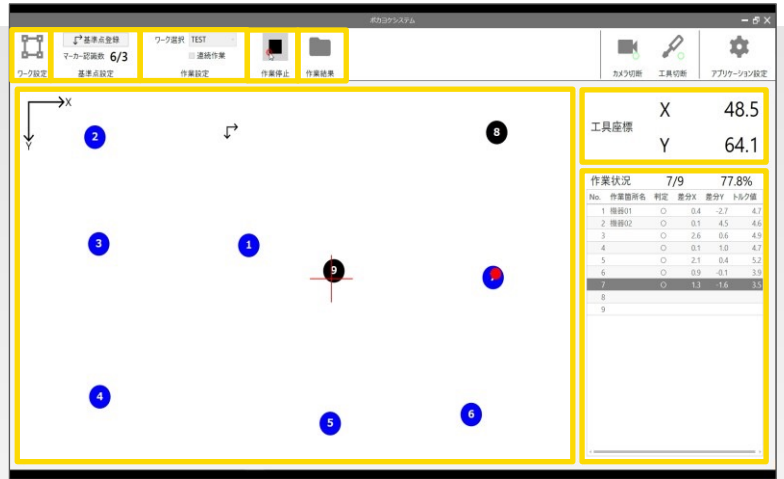 ポカヨケシステム
基準点登録
マーカー認識数 6/3
ワーク選択 TEST
連続作業
ワーク設定
基準点設定
作業設定
作業停止
作業結果
カメラ切断
工具切断
アプリケーション設定
X
Y
2
8
3
1
9
4
5
6
工具座標
X 48.5
Y 64.1
作業状況 7/9 77.8%
No. 作業箇所名 判定 差分X 差分Y トルク値
1 機器01 ○ 0.4 -2.7 4.7
2 機器02 ○ 0.1 4.5 4.6
3 ○ 2.6 0.6 4.9
4 ○ 0.1 1.0 4.7
5 ○ 2.1 0.4 5.2
6 ○ 0.9 -0.1 3.9
7 ○ 1.3 -1.6 3.5
8
9